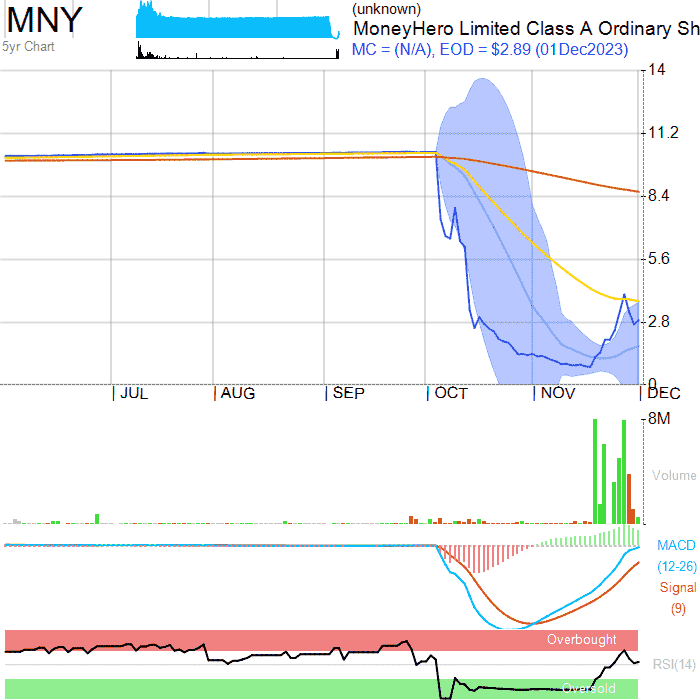 MNY
5yr Chart
(unknown)
MoneyHero Limited Class A Ordinary Sh
MC = (N/A), EOD = $2.89 (01Dec2023)
14
11.2
8.4
5.6
2.8
0
JUL
AUG
SEP
OCT
NOV
DEC
8M
Volume
MACD
(12-26)
Signal
(9)
Overbought
RSI(14)
Oversold